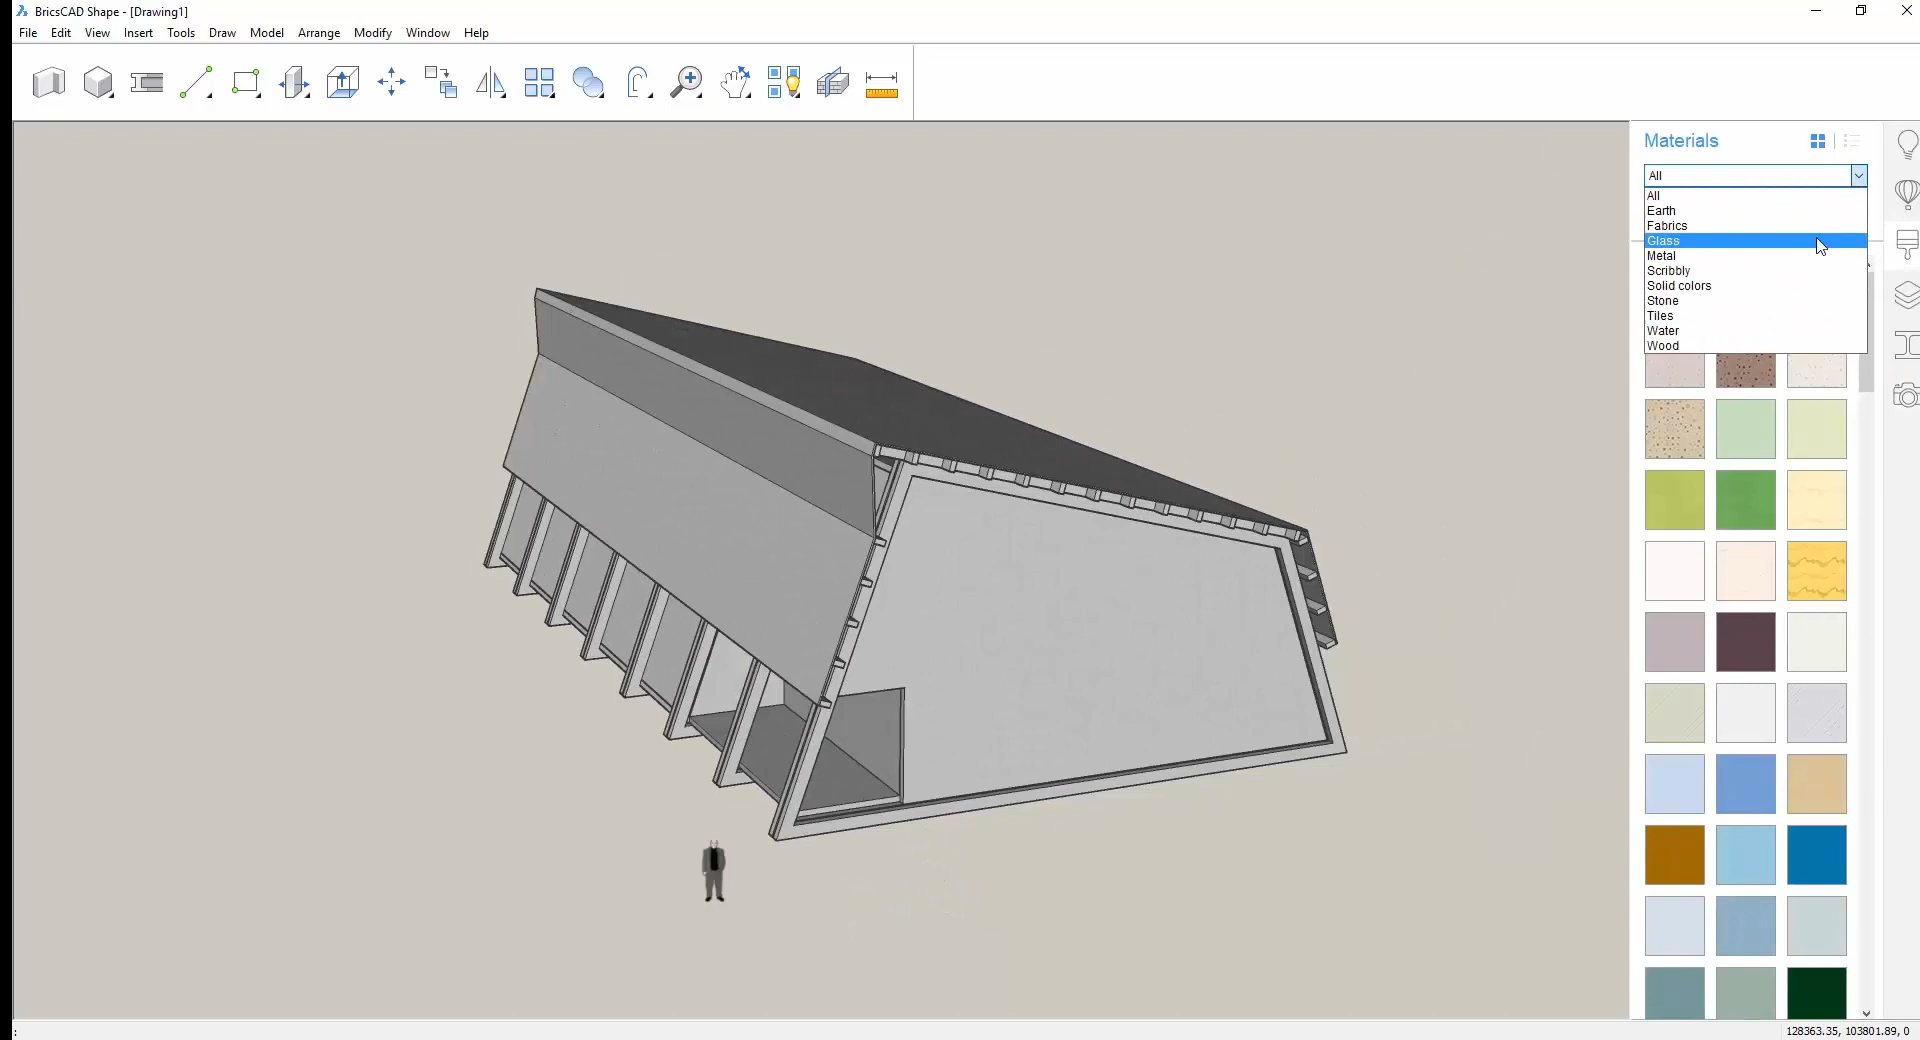 BricsCAD Shape - [Drawing1]
File Edit View Insert Tools Draw Model Arrange Modify Window Help
Materials
All
All
Earth
Fabrics
Glass
Metal
Scribbly
Solid colors
Stone
Tiles
Water
Wood
:
128363.35, 103801.89, 0